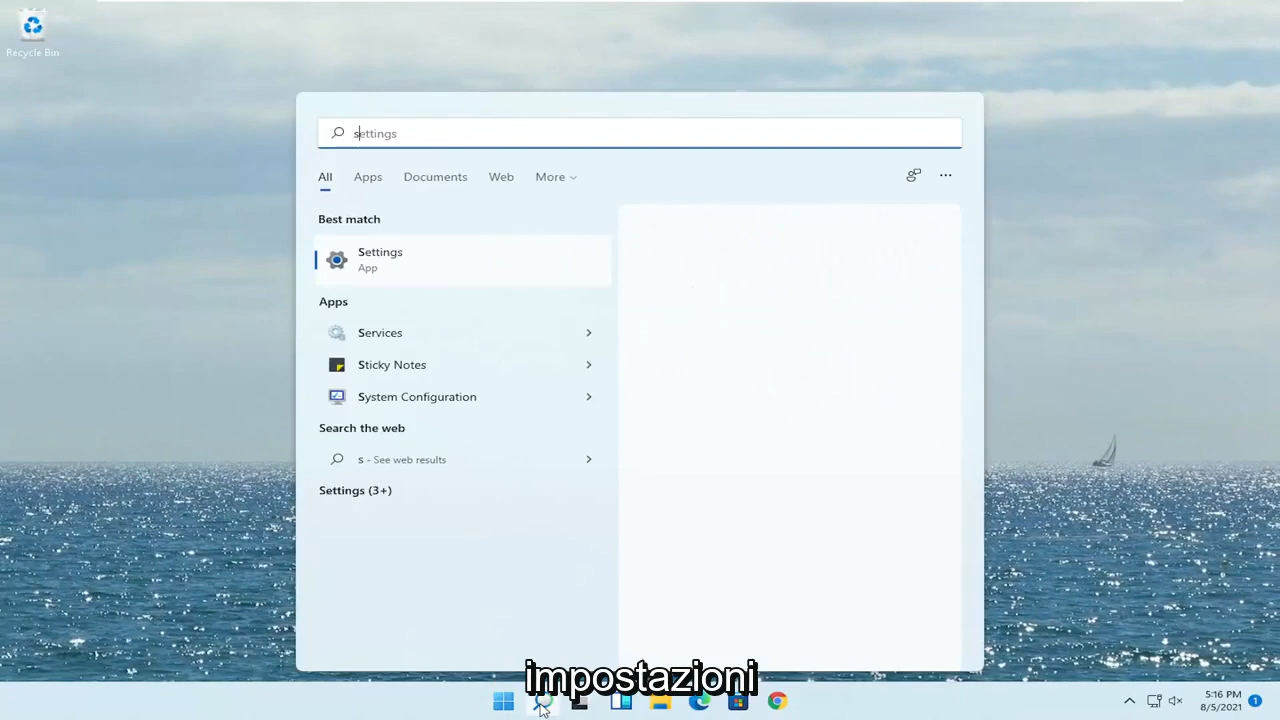 Recycle Bin
settings
All Apps Documents Web More
Best match
Settings
App
Apps
Services
Sticky Notes
System Configuration
Search the web
s - See web results
Settings (3+)
impostazioni
5:16 PM
8/5/2021
1